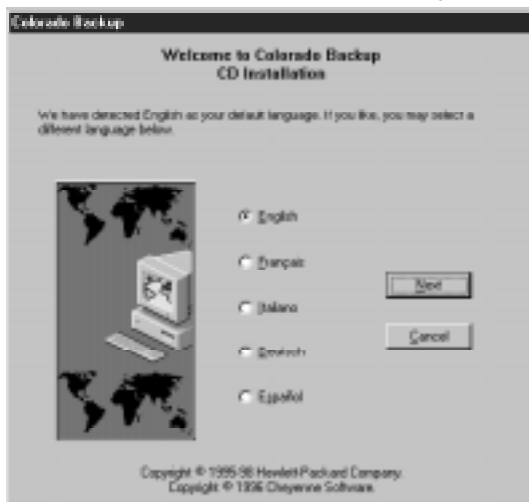 Colorado Backup
Welcome to Colorado Backup
CD Installation
We have detected English as your default language. If you like, you may select a
different language below.
English
Français
Italiano
Deutsch
Español
Next
Cancel
Copyright © 1995-98 Hewlett-Packard Company.
Copyright © 1996 Cheyenne Software.